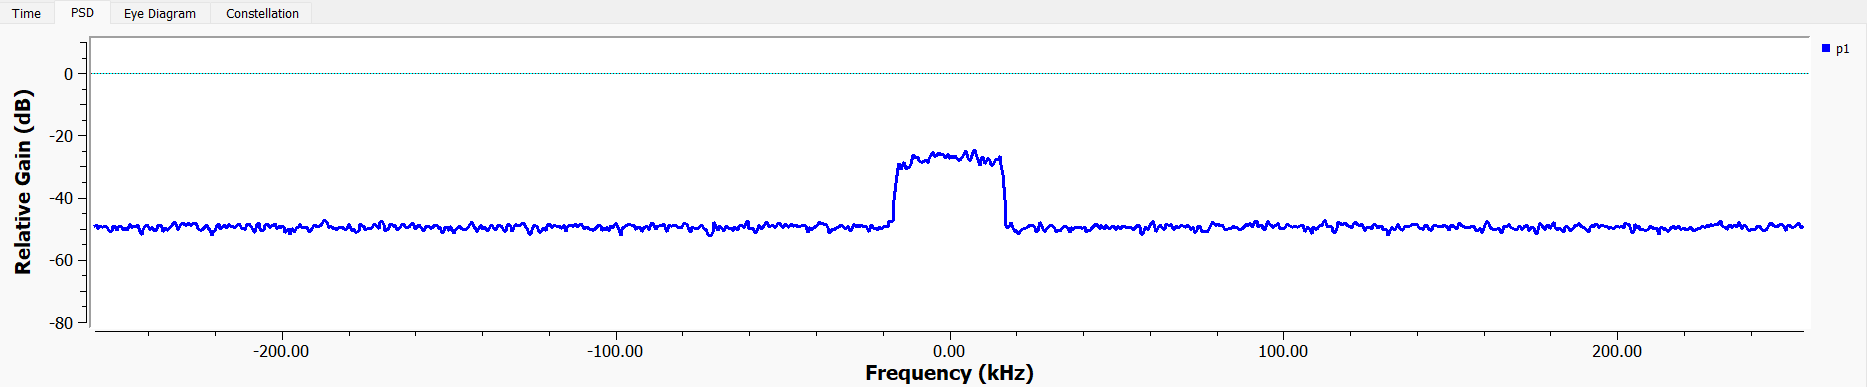 Time PSD Eye Diagram Constellation
p1
Relative Gain (dB)
0
-20
-40
-60
-80
-200.00 -100.00 0.00 100.00 200.00
Frequency (kHz)